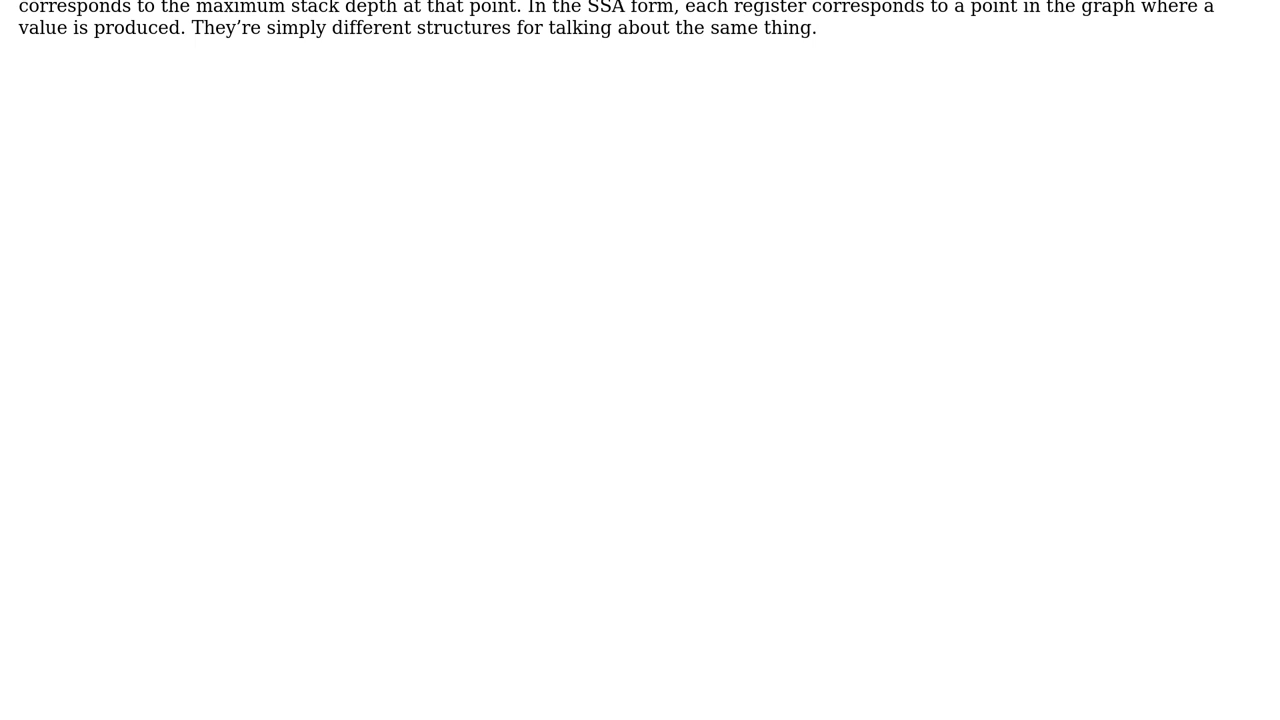 corresponds to the maximum stack depth at that point. In the SSA form, each register corresponds to a point in the graph where a
value is produced. They’re simply different structures for talking about the same thing.